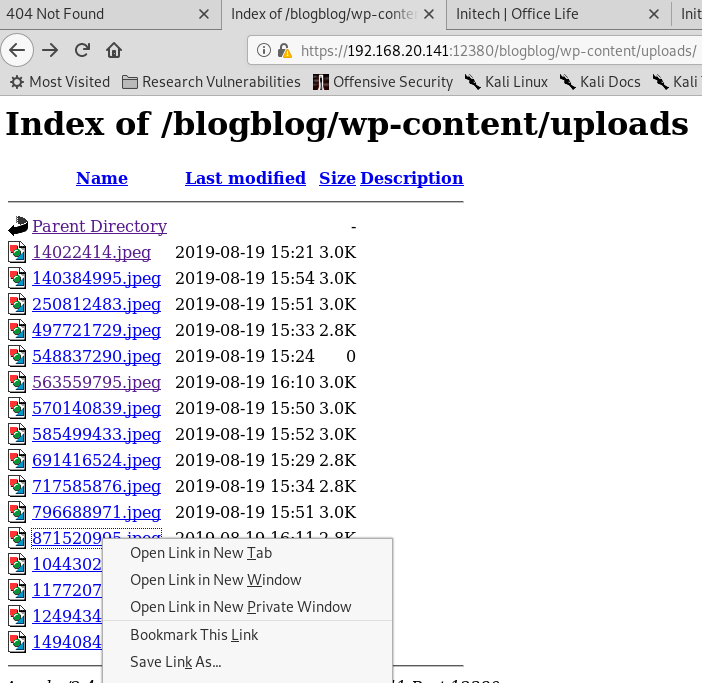 404 Not Found × Index of /blogblog/wp-conte × Initech | Office Life × Init
https://192.168.20.141:12380/blogblog/wp-content/uploads/
Most Visited Research Vulnerabilities Offensive Security Kali Linux Kali Docs Kali
Index of /blogblog/wp-content/uploads
Name Last modified Size Description
Parent Directory -
14022414.jpeg 2019-08-19 15:21 3.0K
140384995.jpeg 2019-08-19 15:54 3.0K
250812483.jpeg 2019-08-19 15:51 3.0K
497721729.jpeg 2019-08-19 15:33 2.8K
548837290.jpeg 2019-08-19 15:24 0
563559795.jpeg 2019-08-19 16:10 3.0K
570140839.jpeg 2019-08-19 15:50 3.0K
585499433.jpeg 2019-08-19 15:52 3.0K
691416524.jpeg 2019-08-19 15:29 2.8K
717585876.jpeg 2019-08-19 15:34 2.8K
796688971.jpeg 2019-08-19 15:51 3.0K
871520995.jpeg 2019-08-19 16:11 2.8K
Open Link in New Tab
1044302
Open Link in New Window
1177207
Open Link in New Private Window
1249434
Bookmark This Link
1494084
Save Link As...